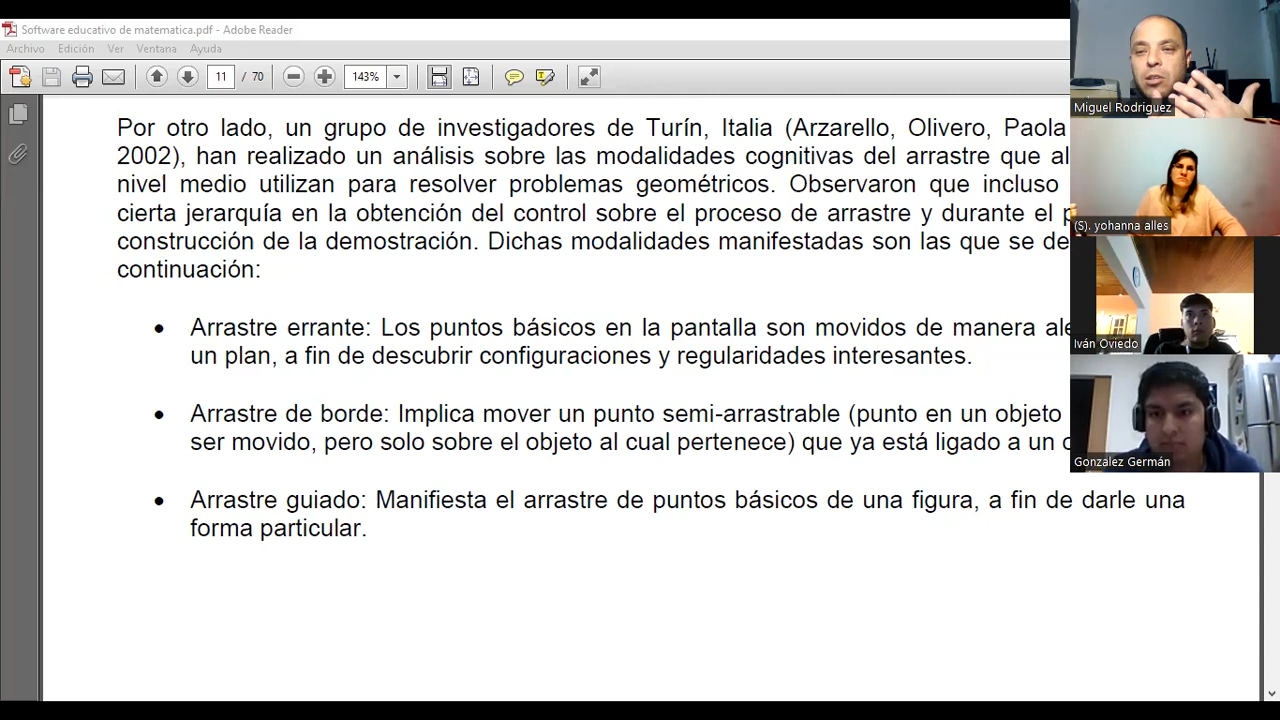 Software educativo de matematica.pdf - Adobe Reader
Archivo Edición Ver Ventana Ayuda
11 / 70 143%
Por otro lado, un grupo de investigadores de Turín, Italia (Arzarello, Olivero, Paola
2002), han realizado un análisis sobre las modalidades cognitivas del arrastre que al
nivel medio utilizan para resolver problemas geométricos. Observaron que incluso
cierta jerarquía en la obtención del control sobre el proceso de arrastre y durante el p
construcción de la demostración. Dichas modalidades manifestadas son las que se de
continuación:
• Arrastre errante: Los puntos básicos en la pantalla son movidos de manera ale
un plan, a fin de descubrir configuraciones y regularidades interesantes.
• Arrastre de borde: Implica mover un punto semi-arrastrable (punto en un objeto
ser movido, pero solo sobre el objeto al cual pertenece) que ya está ligado a un
• Arrastre guiado: Manifiesta el arrastre de puntos básicos de una figura, a fin de darle una
forma particular.
Miguel Rodriguez
(S). yohanna alles
Iván Oviedo
Gonzalez Germán